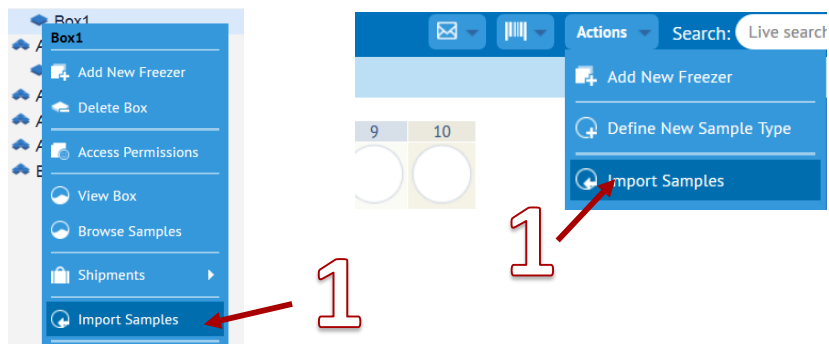 Box1
Box1
A
Add New Freezer
Delete Box
A
A
Access Permissions
A
E
View Box
Browse Samples
Shipments
Import Samples
1
Actions
Search:
Live search
Add New Freezer
9
10
Define New Sample Type
Import Samples
1